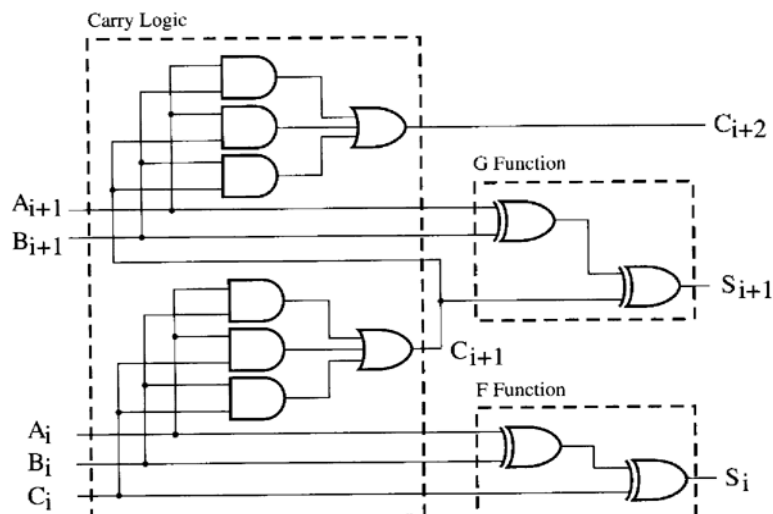 Carry Logic
C_{i+2}
G Function
A_{i+1}
B_{i+1}
S_{i+1}
C_{i+1}
F Function
A_i
B_i
S_i
C_i